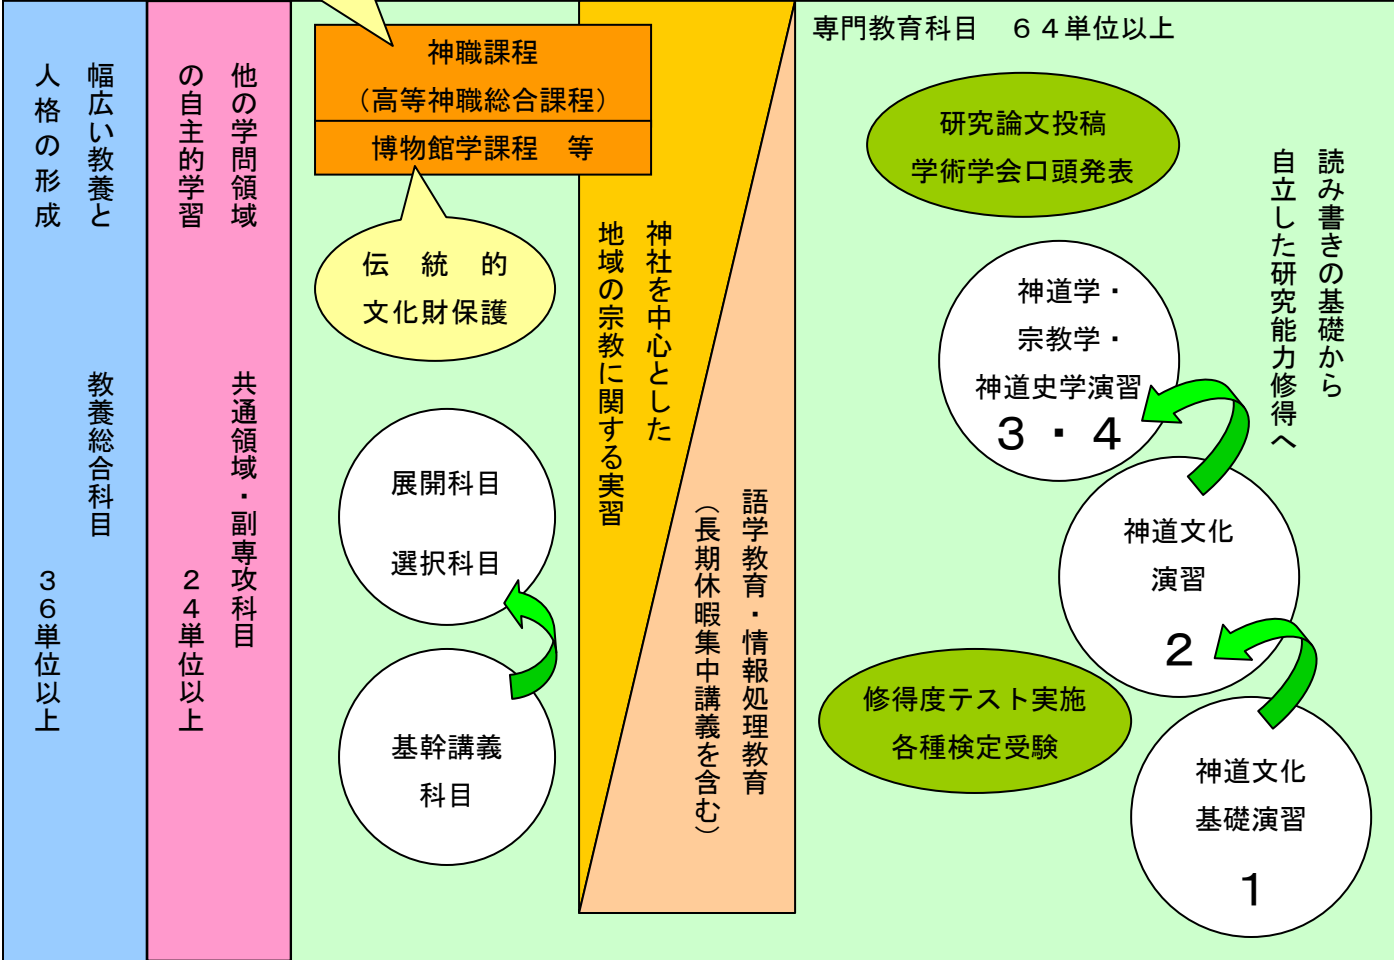 幅広い教養と
人格の形成
教養総合科目
３６単位以上
他の学問領域
の自主的学習
共通領域・副専攻科目
２４単位以上
神職課程
（高等神職総合課程）
博物館学課程　等
伝　統　的
文化財保護
展開科目
選択科目
基幹講義
科目
神社を中心とした
地域の宗教に関する実習
語学教育・情報処理教育
（長期休暇集中講義を含む）
専門教育科目　６４単位以上
研究論文投稿
学術学会口頭発表
読み書きの基礎から
自立した研究能力修得へ
神道学・
宗教学・
神道史学演習
３・４
神道文化
演習
２
修得度テスト実施
各種検定受験
神道文化
基礎演習
１